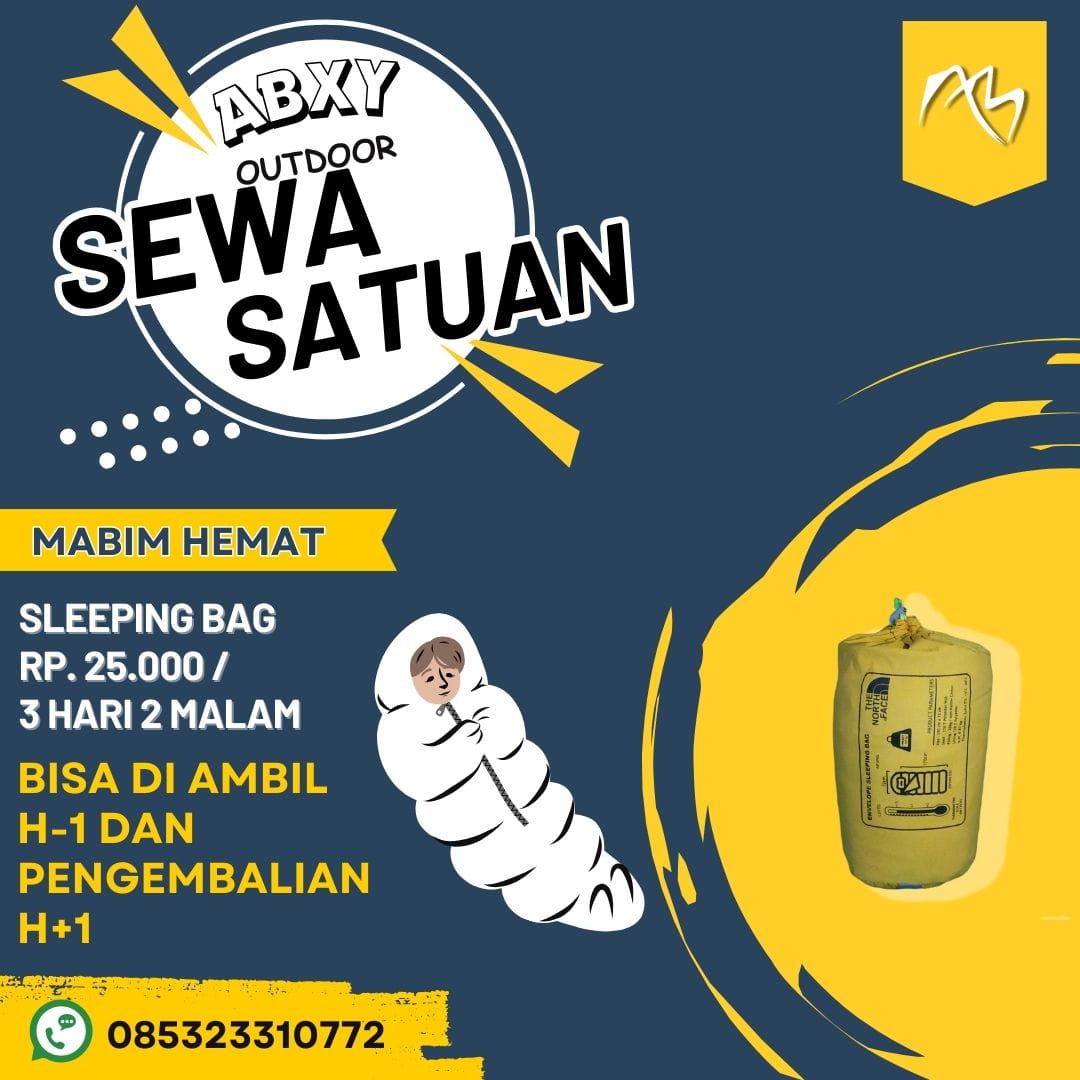 ABXY
OUTDOOR
SEWA
SATUAN
MABIM HEMAT
SLEEPING BAG
RP. 25.000 /
3 HARI 2 MALAM
BISA DI AMBIL
H-1 DAN
PENGEMBALIAN
H+1
085323310772
THE
NORTH
FACE
PRODUCT PARAMETERS
ENVELOPE SLEEPING BAG